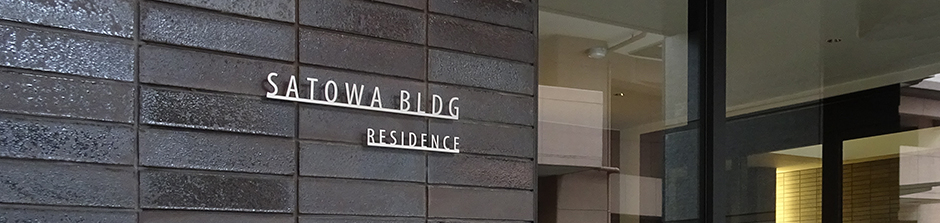 SATOWA BLDG
RESIDENCE